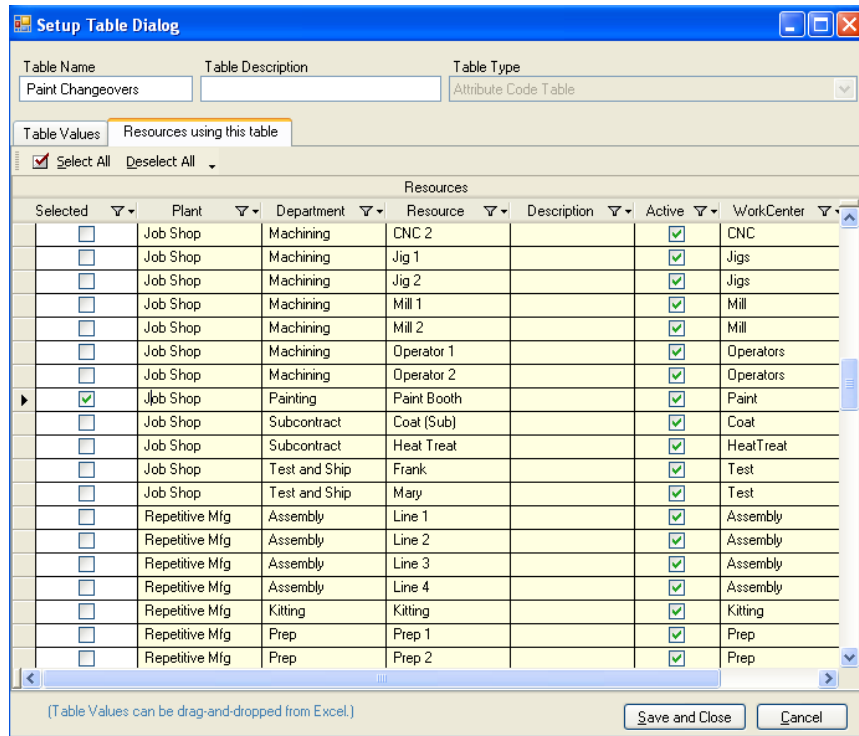 Setup Table Dialog
Table Name Table Description Table Type
Paint Changeovers Attribute Code Table
Table Values Resources using this table
Select All Deselect All
Resources
Selected Plant Department Resource Description Active WorkCenter
Job Shop Machining CNC 2 CNC
Job Shop Machining Jig 1 Jigs
Job Shop Machining Jig 2 Jigs
Job Shop Machining Mill 1 Mill
Job Shop Machining Mill 2 Mill
Job Shop Machining Operator 1 Operators
Job Shop Machining Operator 2 Operators
Job Shop Painting Paint Booth Paint
Job Shop Subcontract Coat (Sub) Coat
Job Shop Subcontract Heat Treat HeatTreat
Job Shop Test and Ship Frank Test
Job Shop Test and Ship Mary Test
Repetitive Mfg Assembly Line 1 Assembly
Repetitive Mfg Assembly Line 2 Assembly
Repetitive Mfg Assembly Line 3 Assembly
Repetitive Mfg Assembly Line 4 Assembly
Repetitive Mfg Kitting Kitting Kitting
Repetitive Mfg Prep Prep 1 Prep
Repetitive Mfg Prep Prep 2 Prep
(Table Values can be drag-and-dropped from Excel.) Save and Close Cancel